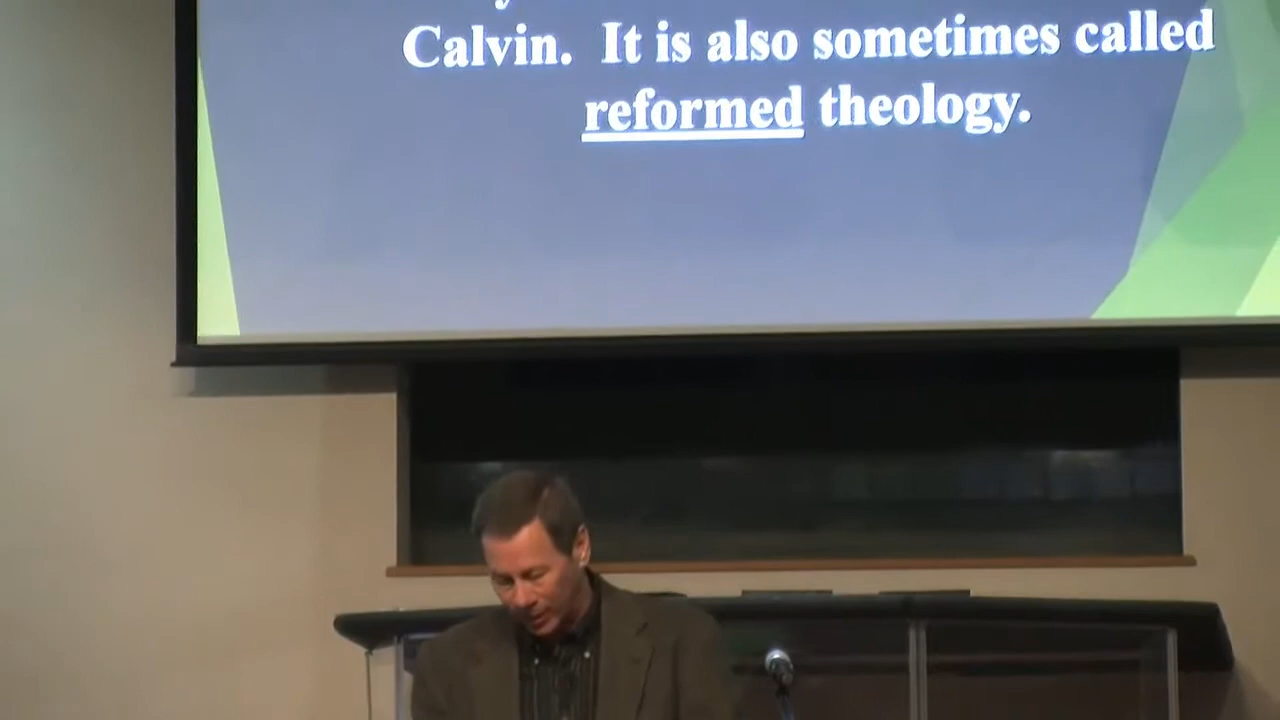 Calvin. It is also sometimes called
reformed theology.